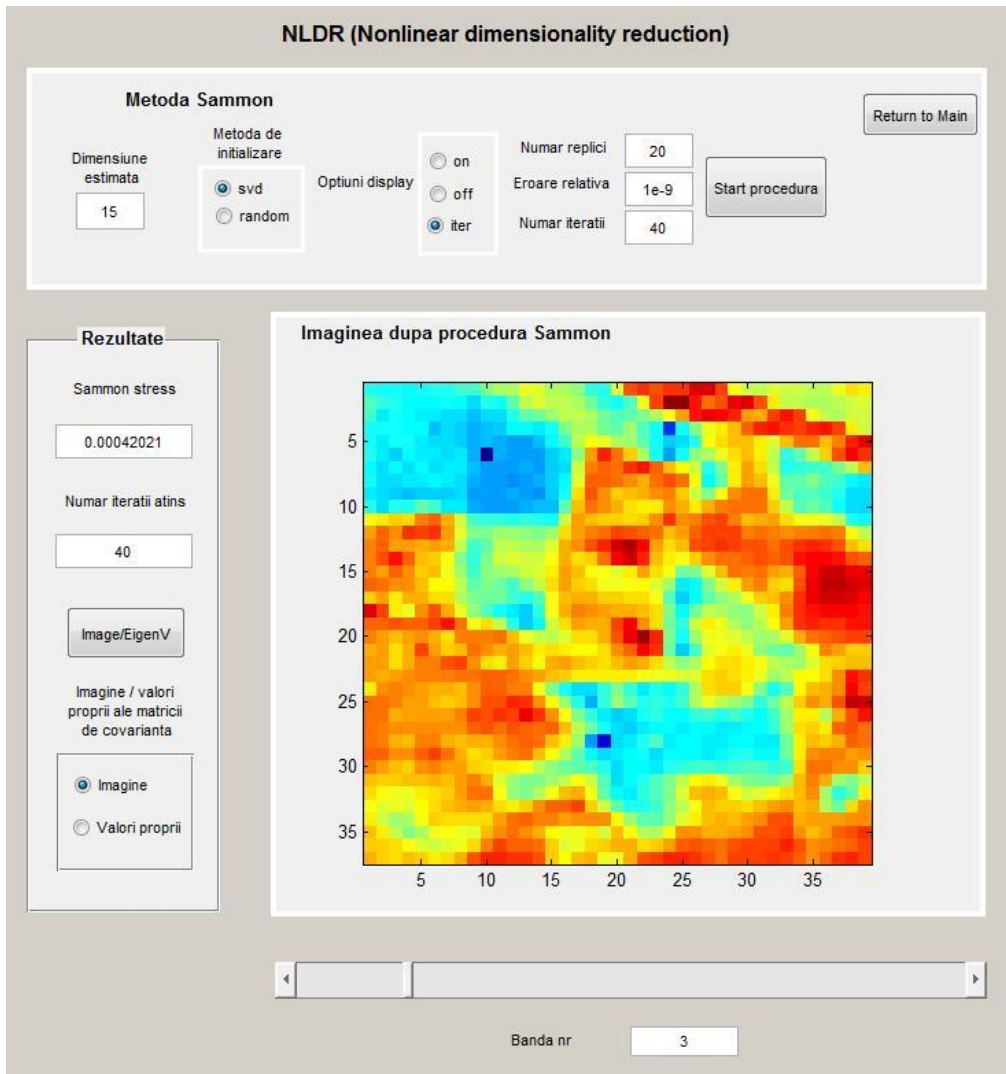 NLDR (Nonlinear dimensionality reduction)
Metoda Sammon
Return to Main
Dimensiune
estimata
15
Metoda de
initializare
svd
random
Optiuni display
on
off
iter
Numar replici
20
Eroare relativa
1e-9
Numar iteratii
40
Start procedura
Rezultate
Sammon stress
0.00042021
Numar iteratii atins
40
Image/EigenV
Imagine / valori
proprii ale matricii
de covarianta
Imagine
Valori proprii
Imaginea dupa procedura Sammon
5
10
15
20
25
30
35
5
10
15
20
25
30
35
Banda nr
3